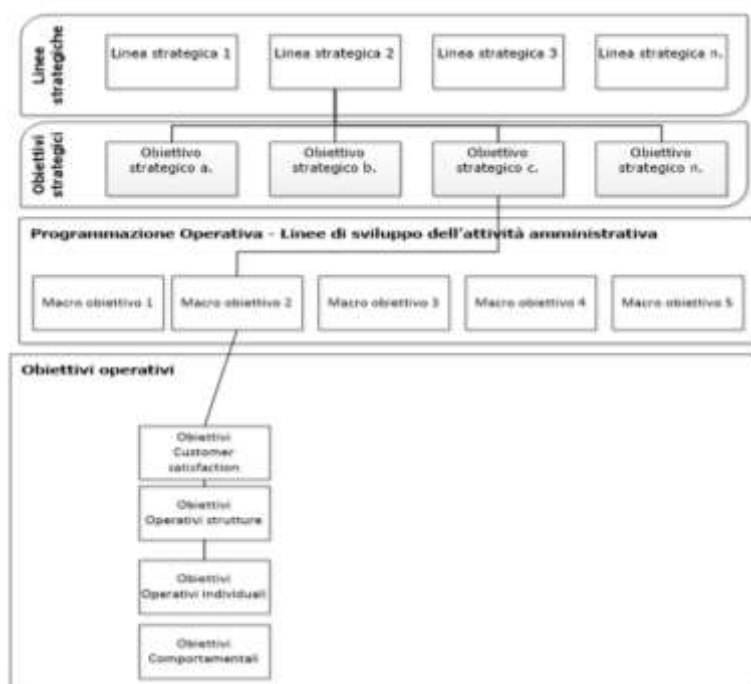 Linee
strategiche
Linea strategica 1
Linea strategica 2
Linea strategica 3
Linea strategica n.
Obiettivi
strategici
Obiettivo
strategico a.
Obiettivo
strategico b.
Obiettivo
strategico c.
Obiettivo
strategico n.
Programmazione Operativa - Linee di sviluppo dell'attività amministrativa
Macro obiettivo 1
Macro obiettivo 2
Macro obiettivo 3
Macro obiettivo 4
Macro obiettivo 5
Obiettivi operativi
Obiettivi
Customer
satisfaction
Obiettivi
Operativi strutture
Obiettivi
Operativi individuali
Obiettivi
Comportamentali